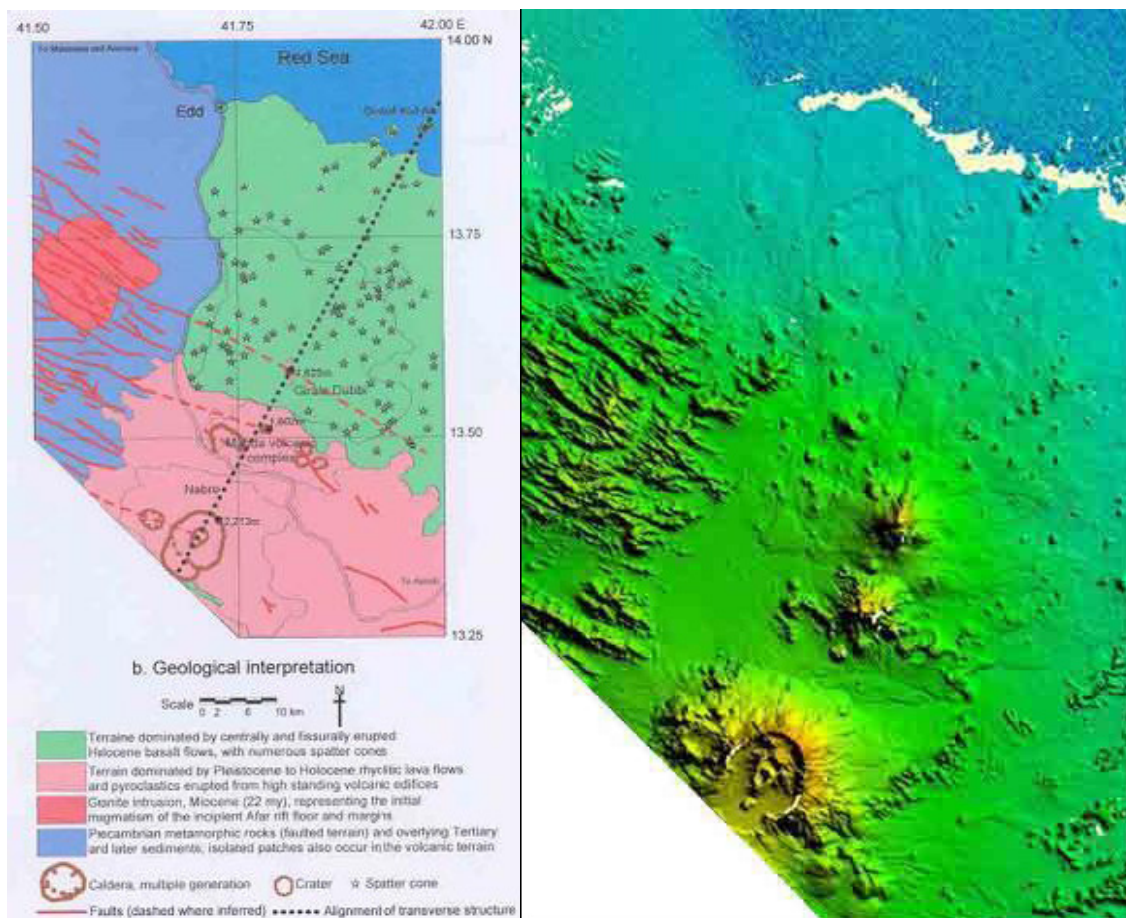 41.50 41.75 42.00 E
14.00 N
Red Sea
Edd
13.75
1,625m
Girale Dubbi
13.50
complex
Nabro
2,213m
13.25
b. Geological interpretation
Scale
0 2 6 10 km
N
Terraine dominated by centrally and fissurally erupted
Holocene basalt flows, with numerous spatter cones
Terrain dominated by Pleistocene to Holocene rhyolitic lava flows
and pyroclastics erupted from high standing volcanic edifices
Granite intrusion, Miocene (22 my), representing the initial
magmatism of the incipient Afar rift floor and margins
Precambrian metamorphic rocks (faulted terrain) and overlying Tertiary
and later sediments, isolated patches also occur in the volcanic terrain
Caldera, multiple generation
Crater
Spatter cone
Faults (dashed where inferred)
Alignment of transverse structure